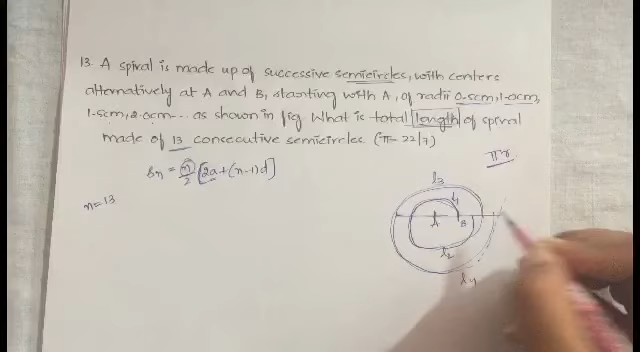 13. A spiral is made up of successive semicircles, with centers
alternatively at A and B, starting with A, of radii 0.5cm, 1.0cm,
1.5cm, 2.0cm.... as shown in fig. What is total length of spiral
made of 13 consecutive semicircles. (π = 22/7)
πr
Sn = n/2 [2a + (n-1)d]
n = 13
l3
l1
A B
l2
l4